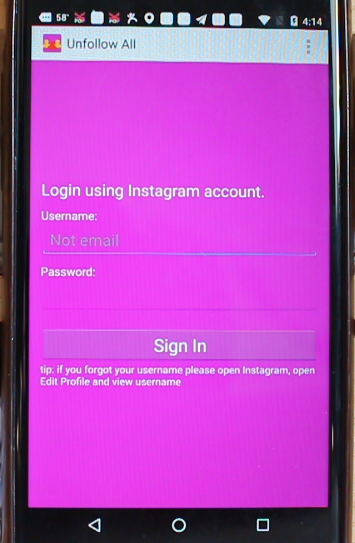 58° 4:14
Unfollow All
Login using Instagram account.
Username:
Not email
Password:
Sign In
tip: if you forgot your username please open Instagram, open
Edit Profile and view username